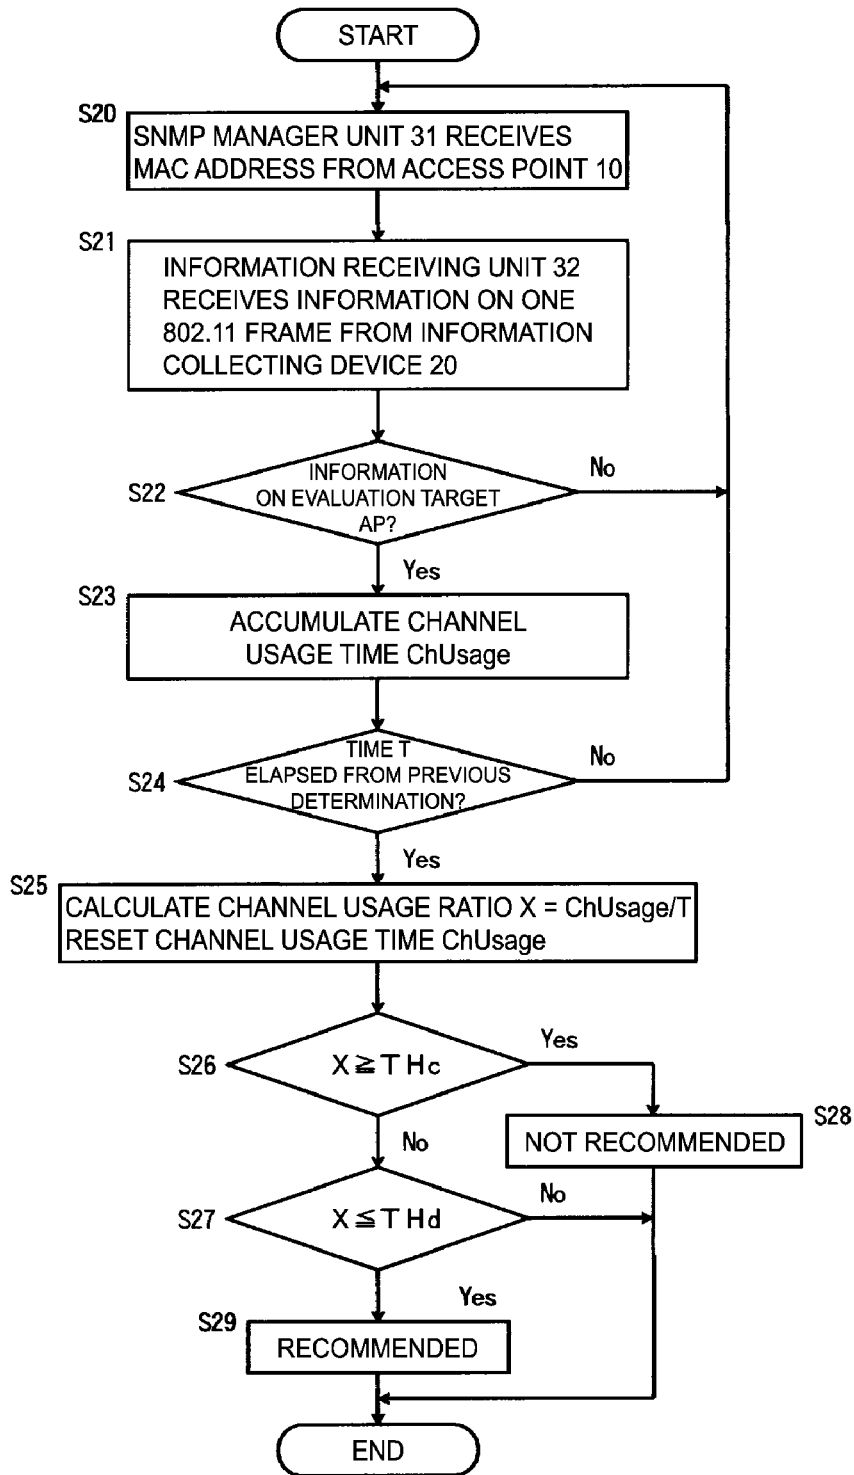 START
S20
SNMP MANAGER UNIT 31 RECEIVES
MAC ADDRESS FROM ACCESS POINT 10
S21
INFORMATION RECEIVING UNIT 32
RECEIVES INFORMATION ON ONE
802.11 FRAME FROM INFORMATION
COLLECTING DEVICE 20
S22
INFORMATION
ON EVALUATION TARGET
AP?
No
Yes
S23
ACCUMULATE CHANNEL
USAGE TIME ChUsage
S24
TIME T
ELAPSED FROM PREVIOUS
DETERMINATION?
No
Yes
S25
CALCULATE CHANNEL USAGE RATIO X = ChUsage/T
RESET CHANNEL USAGE TIME ChUsage
S26
X ≧ T H c
Yes
No
S28
NOT RECOMMENDED
S27
X ≦ T H d
No
Yes
S29
RECOMMENDED
END